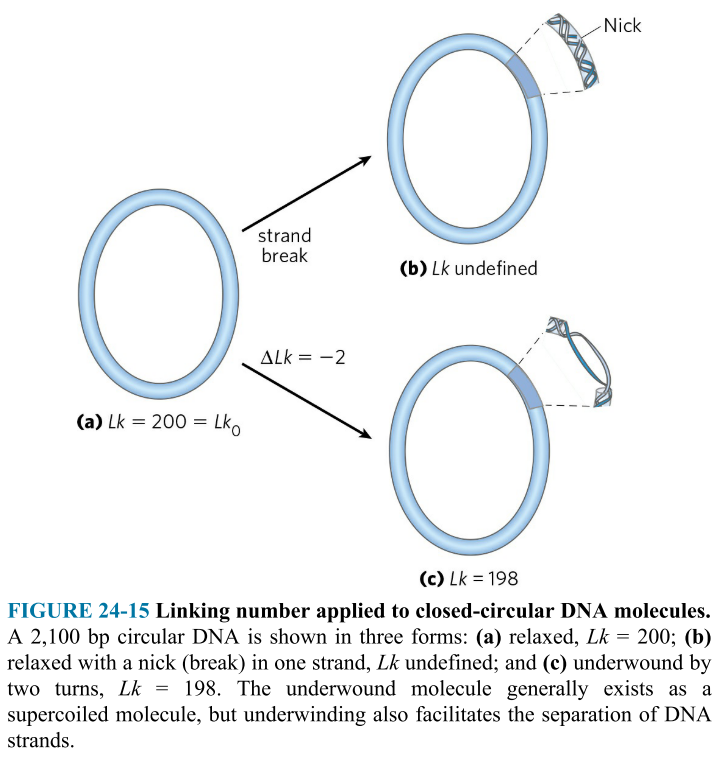 Nick
strand
break
(b) Lk undefined
ΔLk = −2
(a) Lk = 200 = Lk₀
(c) Lk = 198
FIGURE 24-15 Linking number applied to closed-circular DNA molecules.
A 2,100 bp circular DNA is shown in three forms: (a) relaxed, Lk = 200; (b)
relaxed with a nick (break) in one strand, Lk undefined; and (c) underwound by
two turns, Lk = 198. The underwound molecule generally exists as a
supercoiled molecule, but underwinding also facilitates the separation of DNA
strands.